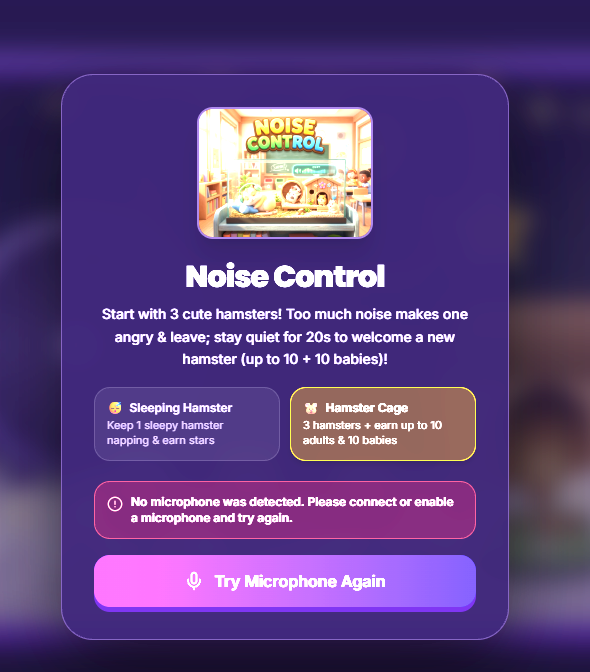 NOISE
CONTROL
Noise Control
Start with 3 cute hamsters! Too much noise makes one
angry & leave; stay quiet for 20s to welcome a new
hamster (up to 10 + 10 babies)!
Sleeping Hamster
Keep 1 sleepy hamster
napping & earn stars
Hamster Cage
3 hamsters + earn up to 10
adults & 10 babies
No microphone was detected. Please connect or enable
a microphone and try again.
Try Microphone Again